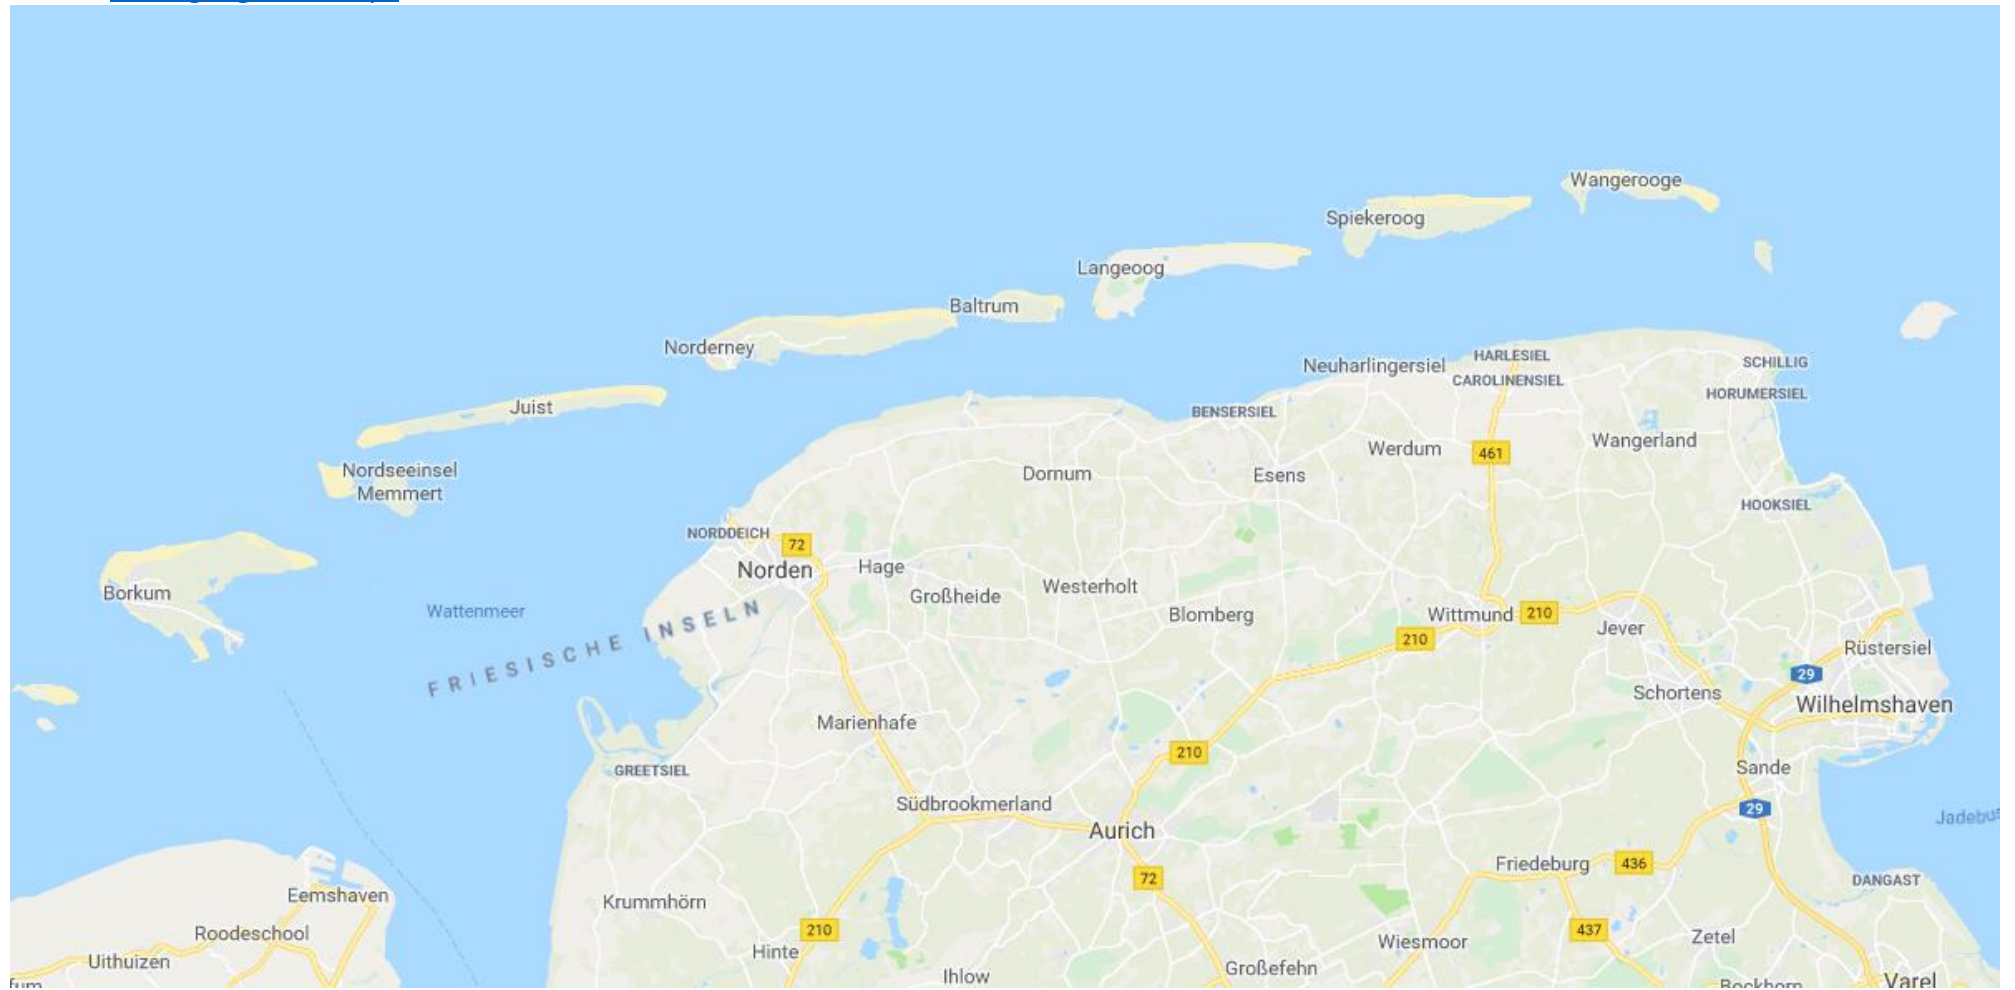 Wangerooge
Spiekeroog
Langeoog
Baltrum
Norderney
Neuharlingersiel
HARLESIEL
CAROLINENSIEL
SCHILLIG
HORUMERSIEL
Juist
BENSERSIEL
Wangerland
Werdum
461
Nordseeinsel
Memmert
Dornum
Esens
HOOKSIEL
NORDDEICH
72
Norden
Hage
Großheide
Westerholt
Borkum
Wattenmeer
FRIESISCHE INSELN
Blomberg
Wittmund
210
210
Jever
Rüstersiel
29
Schortens
Wilhelmshaven
Marienhafe
210
GREETSIEL
Sande
Südbrookmerland
29
Aurich
Friedeburg
436
72
DANGAST
Eemshaven
Krummhörn
210
437
Roodeschool
Zetel
Wiesmoor
Hinte
Uithuizen
Großefehn
Ihlow
Varel